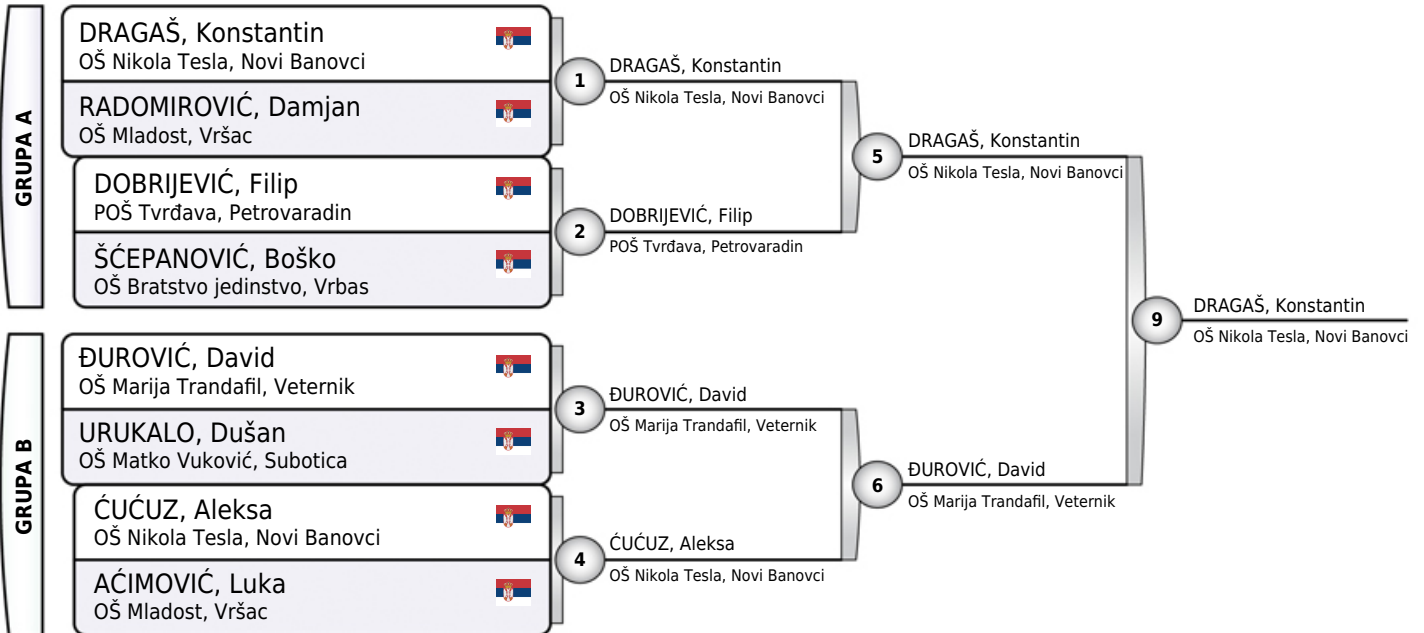 GRUPA A
DRAGAŠ, Konstantin
OŠ Nikola Tesla, Novi Banovci
RADOMIROVIĆ, Damjan
OŠ Mladost, Vršac
DOBRIJEVIĆ, Filip
POŠ Tvrđava, Petrovaradin
ŠĆEPANOVIĆ, Boško
OŠ Bratstvo jedinstvo, Vrbas
GRUPA B
ĐUROVIĆ, David
OŠ Marija Trandafil, Veternik
URUKALO, Dušan
OŠ Matko Vuković, Subotica
ĆUĆUZ, Aleksa
OŠ Nikola Tesla, Novi Banovci
AĆIMOVIĆ, Luka
OŠ Mladost, Vršac
1
DRAGAŠ, Konstantin
OŠ Nikola Tesla, Novi Banovci
2
DOBRIJEVIĆ, Filip
POŠ Tvrđava, Petrovaradin
3
ĐUROVIĆ, David
OŠ Marija Trandafil, Veternik
4
ĆUĆUZ, Aleksa
OŠ Nikola Tesla, Novi Banovci
5
DRAGAŠ, Konstantin
OŠ Nikola Tesla, Novi Banovci
6
ĐUROVIĆ, David
OŠ Marija Trandafil, Veternik
9
DRAGAŠ, Konstantin
OŠ Nikola Tesla, Novi Banovci